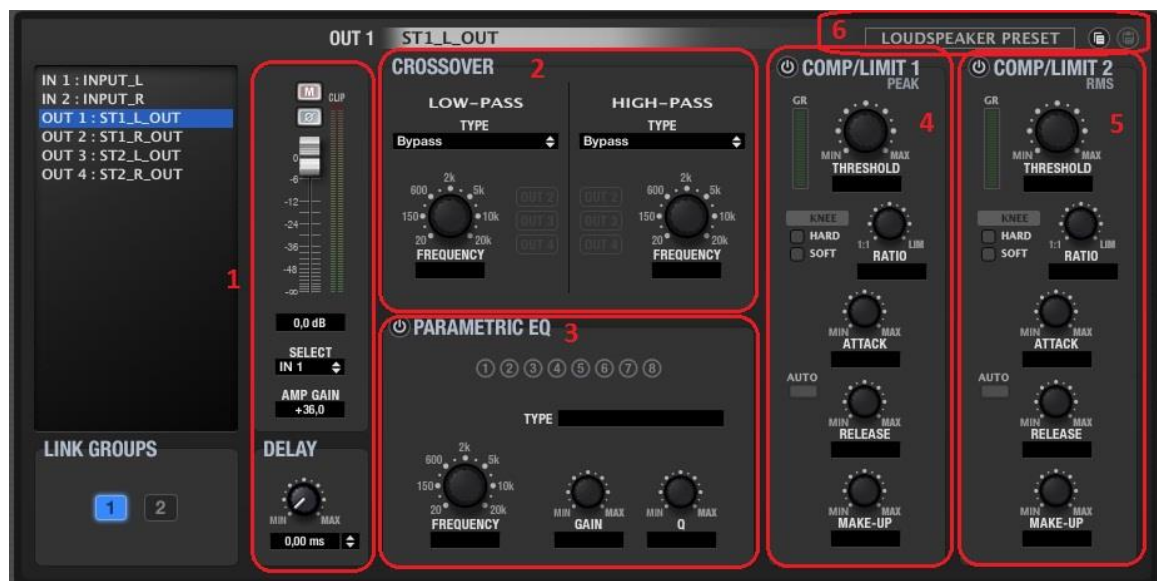 OUT 1 ST1_L_OUT
6
LOUDSPEAKER PRESET
IN 1 : INPUT_L
IN 2 : INPUT_R
OUT 1 : ST1_L_OUT
OUT 2 : ST1_R_OUT
OUT 3 : ST2_L_OUT
OUT 4 : ST2_R_OUT
LINK GROUPS
1 2
1
M CLIP
Ø
0
-6
-12
-24
-36
-48
-∞
0,0 dB
SELECT
IN 1
AMP GAIN
+36,0
DELAY
MIN MAX
0,00 ms
CROSSOVER 2
LOW-PASS
TYPE
Bypass
2k
600 5k
150 10k
20 20k
FREQUENCY
OUT 2
OUT 3
OUT 4
HIGH-PASS
TYPE
Bypass
OUT 2
OUT 3
OUT 4
2k
600 5k
150 10k
20 20k
FREQUENCY
PARAMETRIC EQ 3
1 2 3 4 5 6 7 8
TYPE
2k
600 5k
150 10k
20 20k
FREQUENCY
MIN MAX
GAIN
MIN MAX
Q
COMP/LIMIT 1
PEAK
4
GR
MIN MAX
THRESHOLD
KNEE
HARD
SOFT
1:1 LIM
RATIO
MIN MAX
ATTACK
AUTO
MIN MAX
RELEASE
MIN MAX
MAKE-UP
COMP/LIMIT 2
RMS
5
GR
MIN MAX
THRESHOLD
KNEE
HARD
SOFT
1:1 LIM
RATIO
MIN MAX
ATTACK
AUTO
MIN MAX
RELEASE
MIN MAX
MAKE-UP